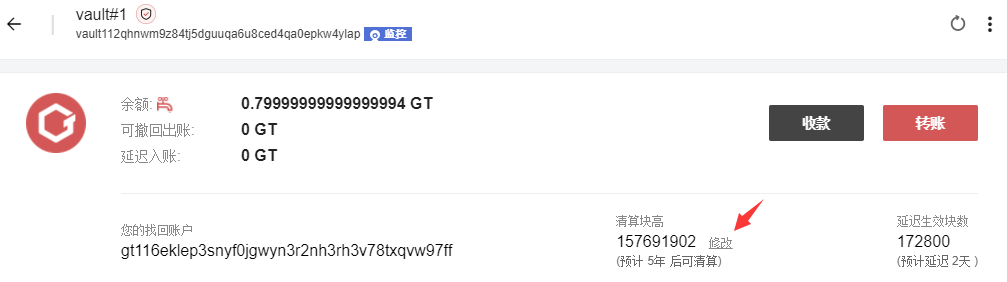 vault#1
vault112qhnwm9z84tj5dguuqa6u8ced4qa0epkw4ylap 监控
余额: 0.79999999999999994 GT
可撤回出账: 0 GT
延迟入账: 0 GT
收款 转账
您的找回账户
gt116eklep3snyf0jgwyn3r2nh3rh3v78txqvw97ff
清算块高
157691902 修改
(预计 5年 后可清算)
延迟生效块数
172800
(预计延迟 2天 )